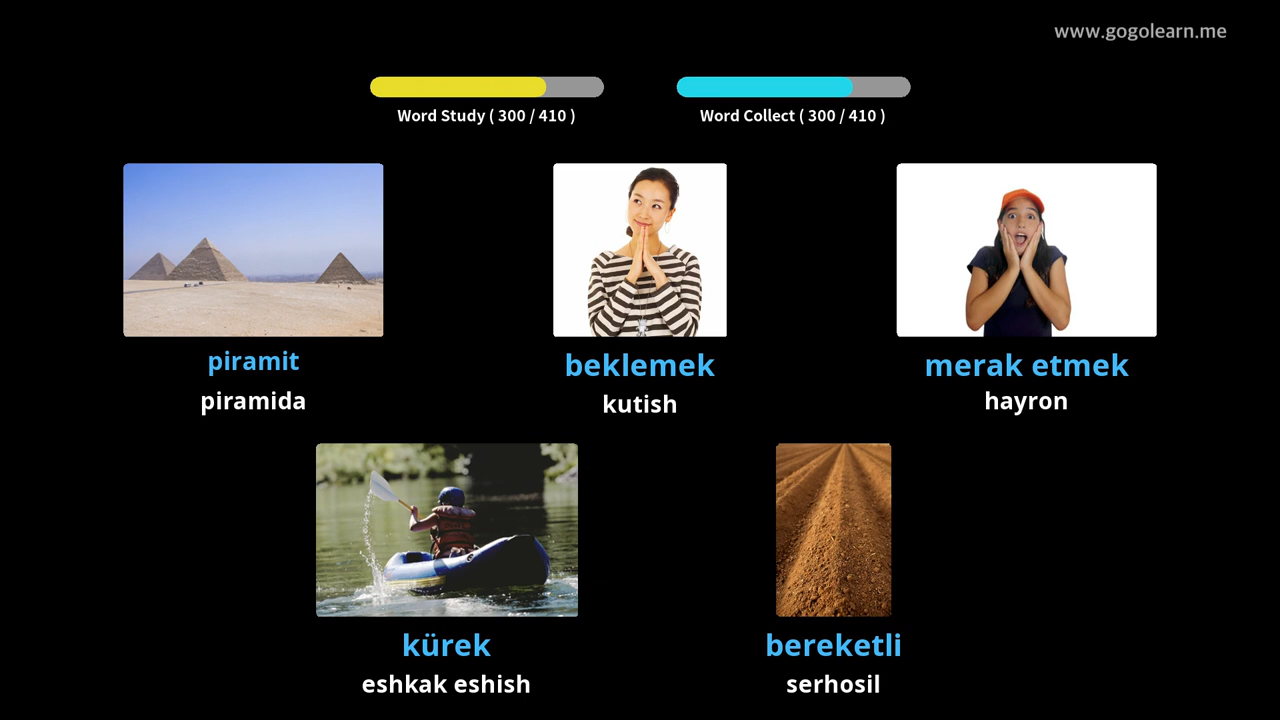 www.gogolearn.me
Word Study ( 300 / 410 )
Word Collect ( 300 / 410 )
piramit
piramida
beklemek
kutish
merak etmek
hayron
kürek
eshkak eshish
bereketli
serhosil